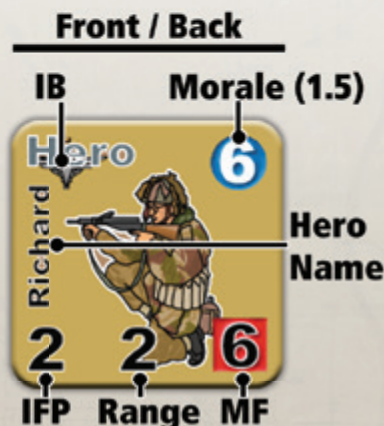 Front / Back
IB Morale (1.5)
Hero 6
Richard
Hero
Name
2 2 6
IFP Range MF